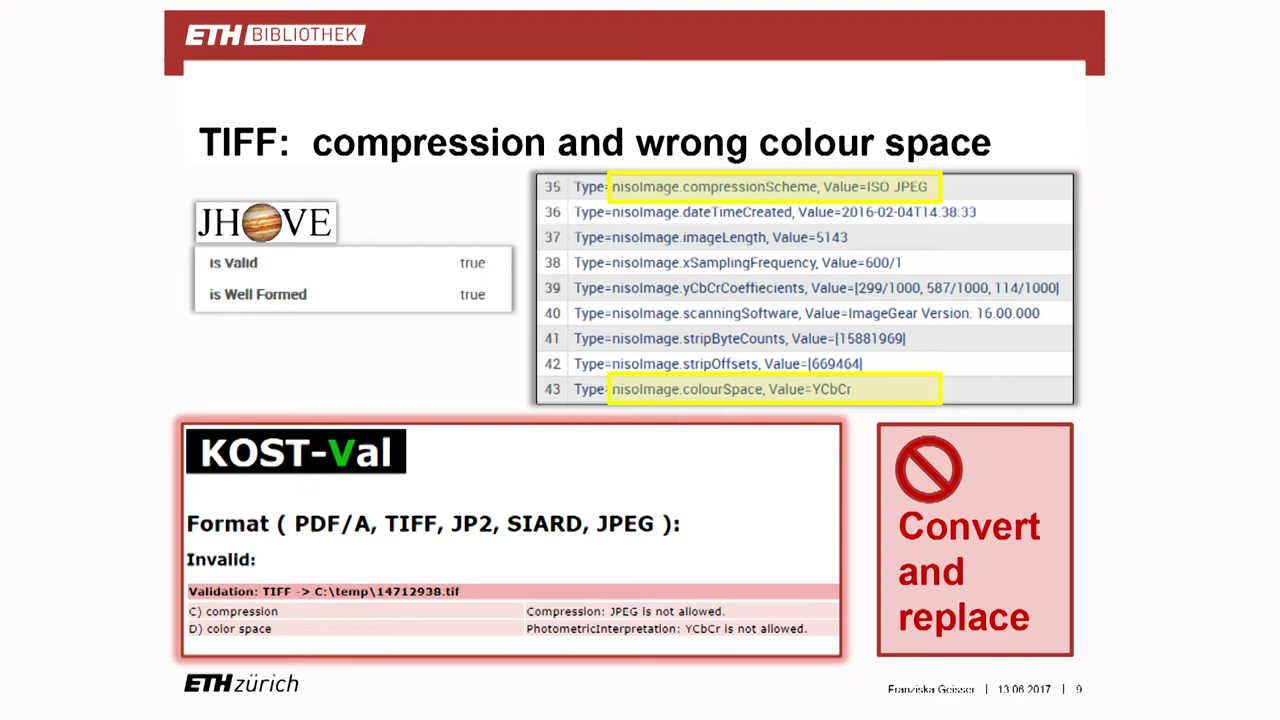 ETH BIBLIOTHEK
TIFF: compression and wrong colour space
JHOVE
is Valid true
is Well Formed true
35 Type=nisoImage.compressionScheme, Value=ISO JPEG
36 Type=nisoImage.dateTimeCreated, Value=2016-02-04T14:38:33
37 Type=nisoImage.imageLength, Value=5143
38 Type=nisoImage.xSamplingFrequency, Value=600/1
39 Type=nisoImage.yCbCrCoeffiecients, Value=[299/1000, 587/1000, 114/1000]
40 Type=nisoImage.scanningSoftware, Value=ImageGear Version: 16.00.000
41 Type=nisoImage.stripByteCounts, Value=[15881969]
42 Type=nisoImage.stripOffsets, Value=[669464]
43 Type=nisoImage.colourSpace, Value=YCbCr
KOST-Val
Format ( PDF/A, TIFF, JP2, SIARD, JPEG ):
Invalid:
Validation: TIFF -> C:\temp\14712938.tif
C) compression Compression: JPEG is not allowed.
D) color space PhotometricInterpretation: YCbCr is not allowed.
Convert
and
replace
ETH zürich
Franziska Geisser | 13.06.2017 | 9